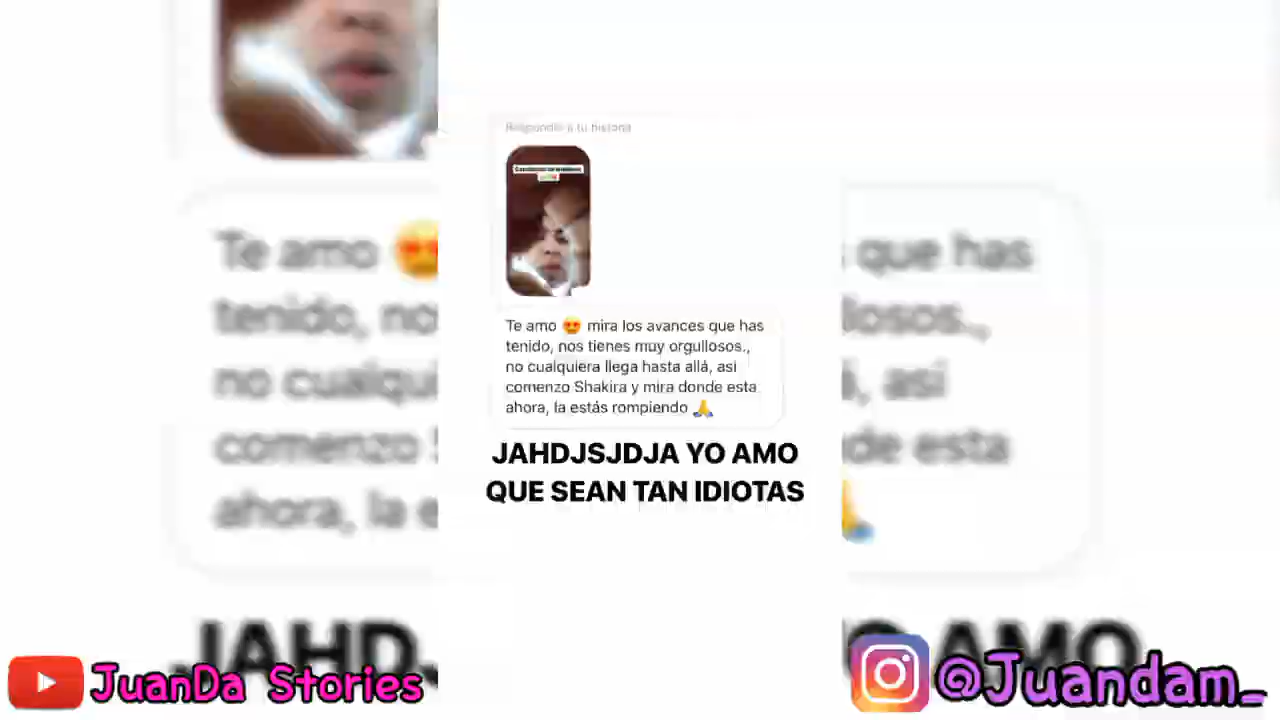 Respondió a tu historia
Te amo 😍 mira los avances que has
tenido, nos tienes muy orgullosos.,
no cualquiera llega hasta allá, asi
comenzo Shakira y mira donde esta
ahora, la estás rompiendo 🙏
JAHDJSJDJA YO AMO
QUE SEAN TAN IDIOTAS
JuanDa Stories
@Juandam_